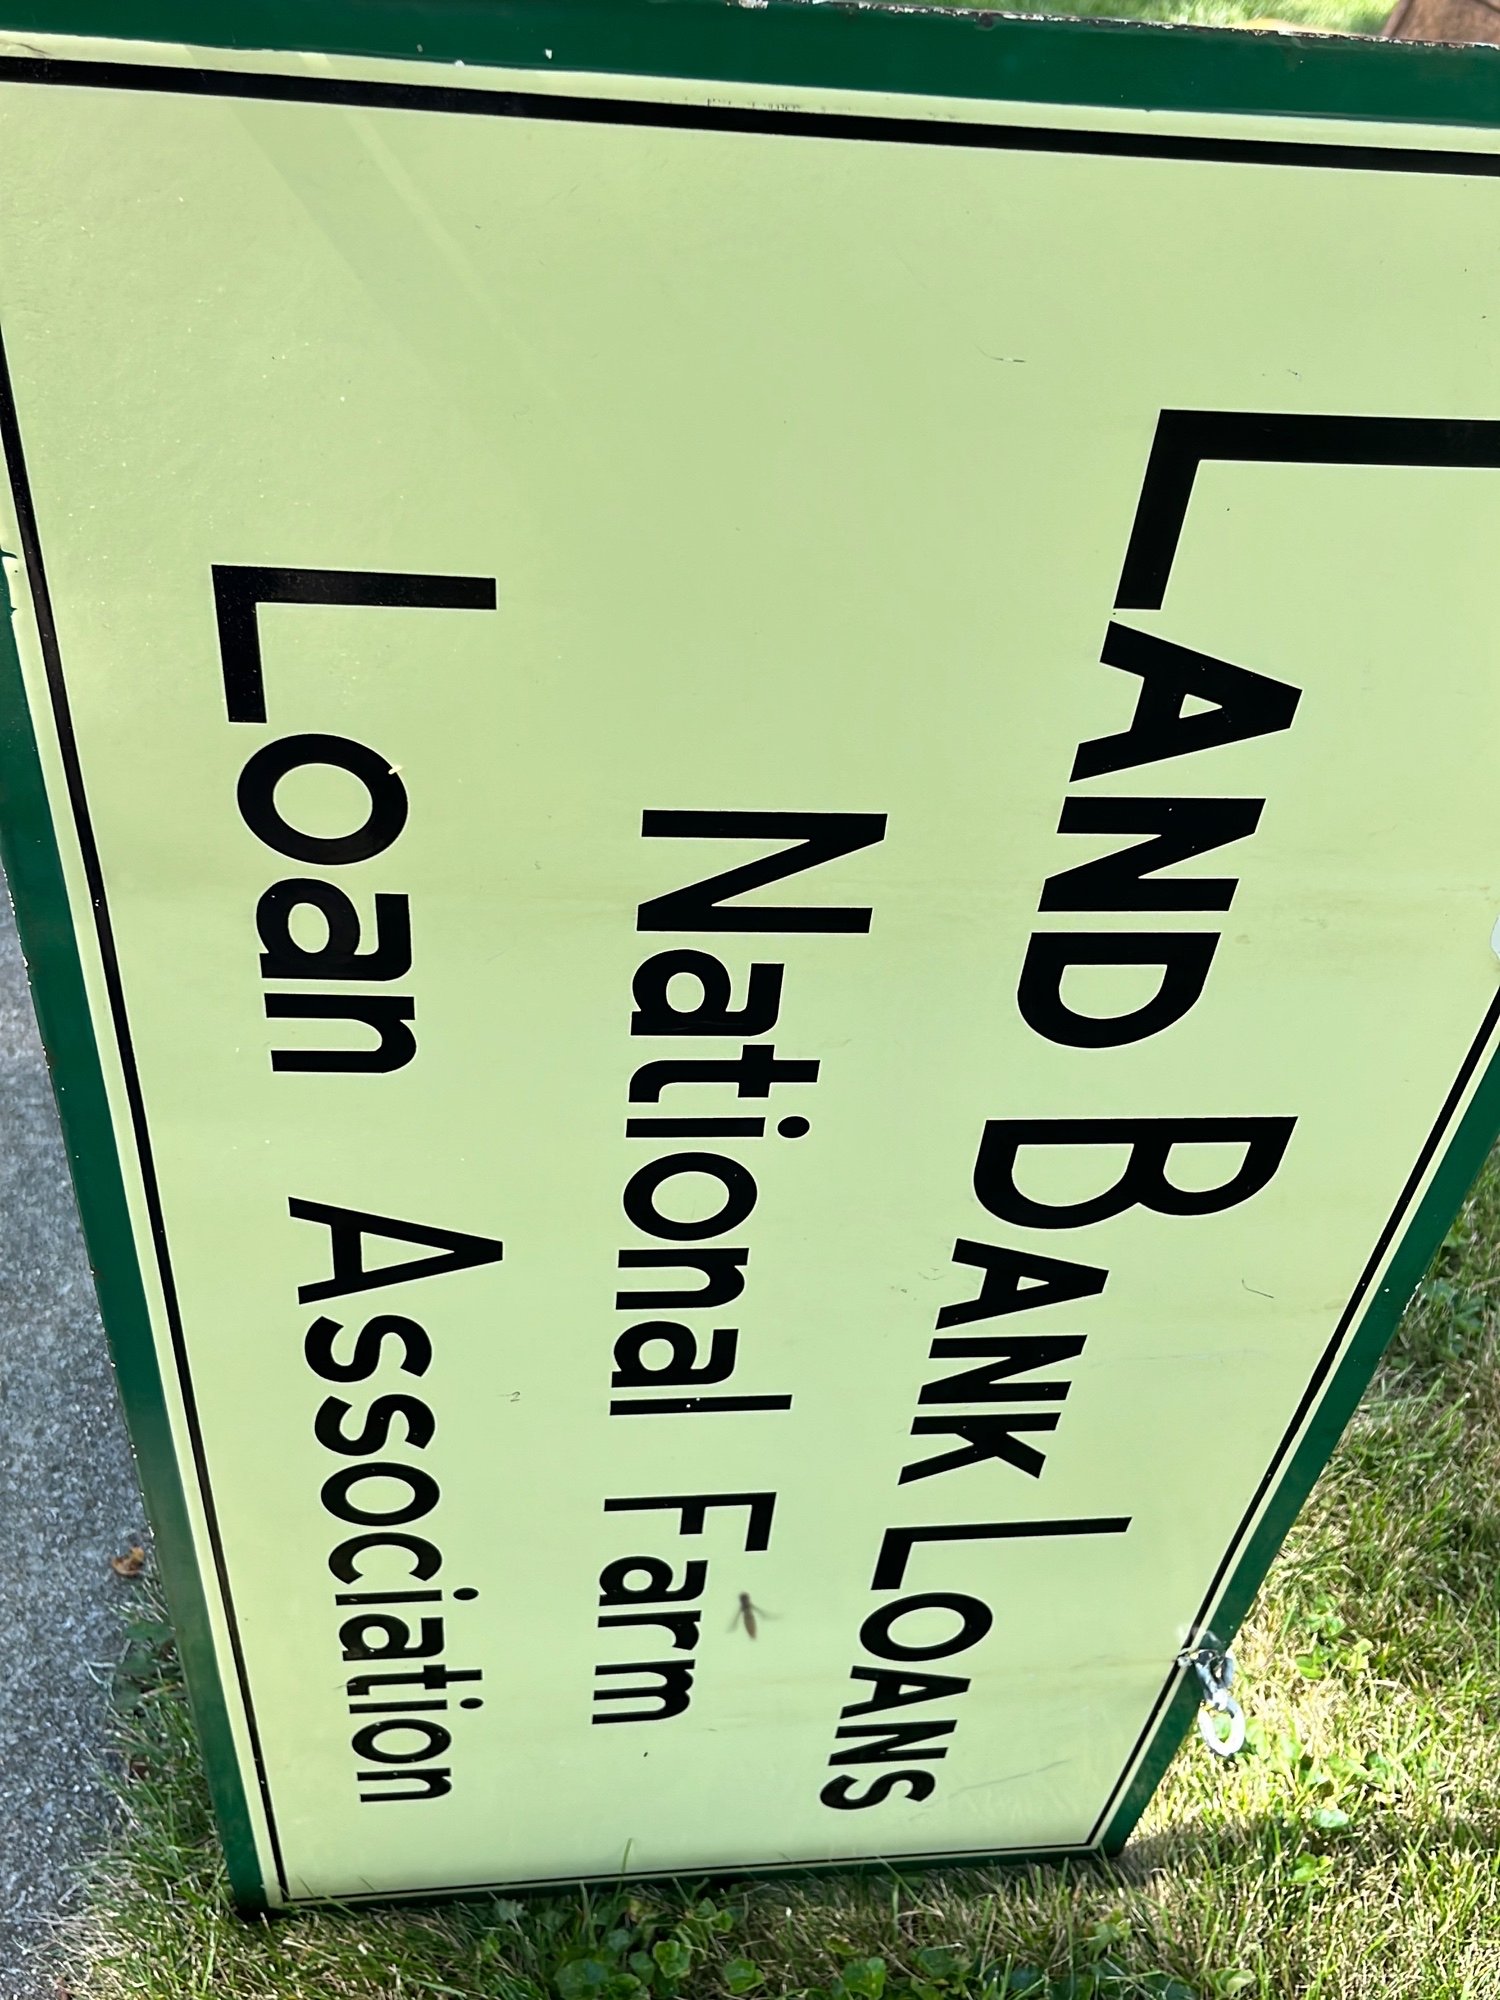 LAND BANK LOANS
National Farm
Loan Association